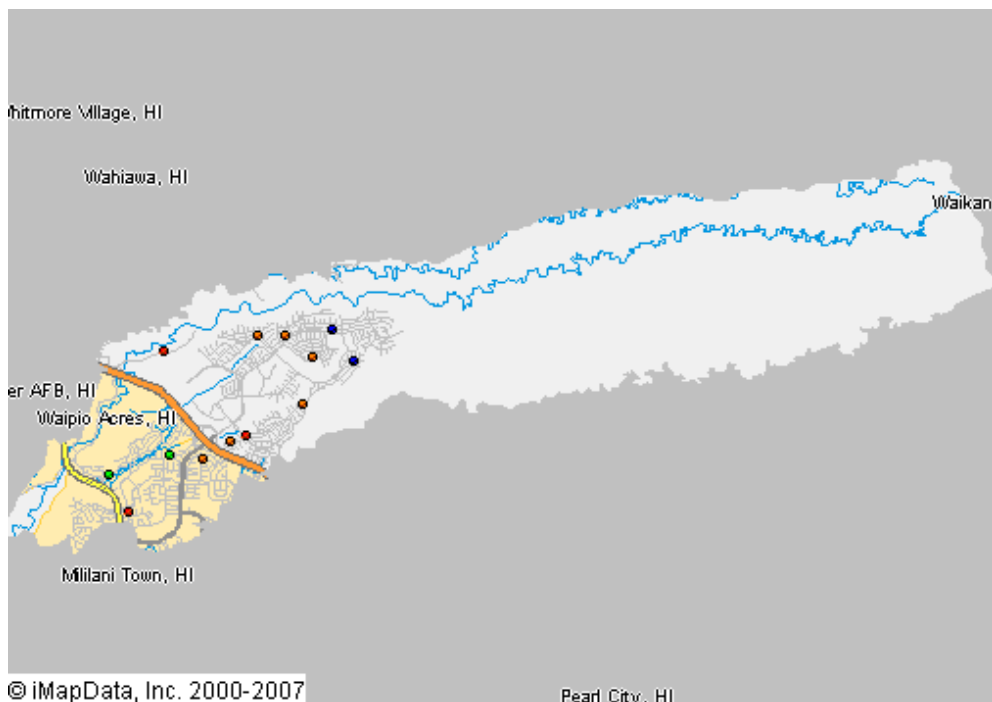 hitmore Village, HI
Wahiawa, HI
Waikan
er AFB, HI
Waipio Acres, HI
Mililani Town, HI
© iMapData, Inc. 2000-2007
Pearl City, HI